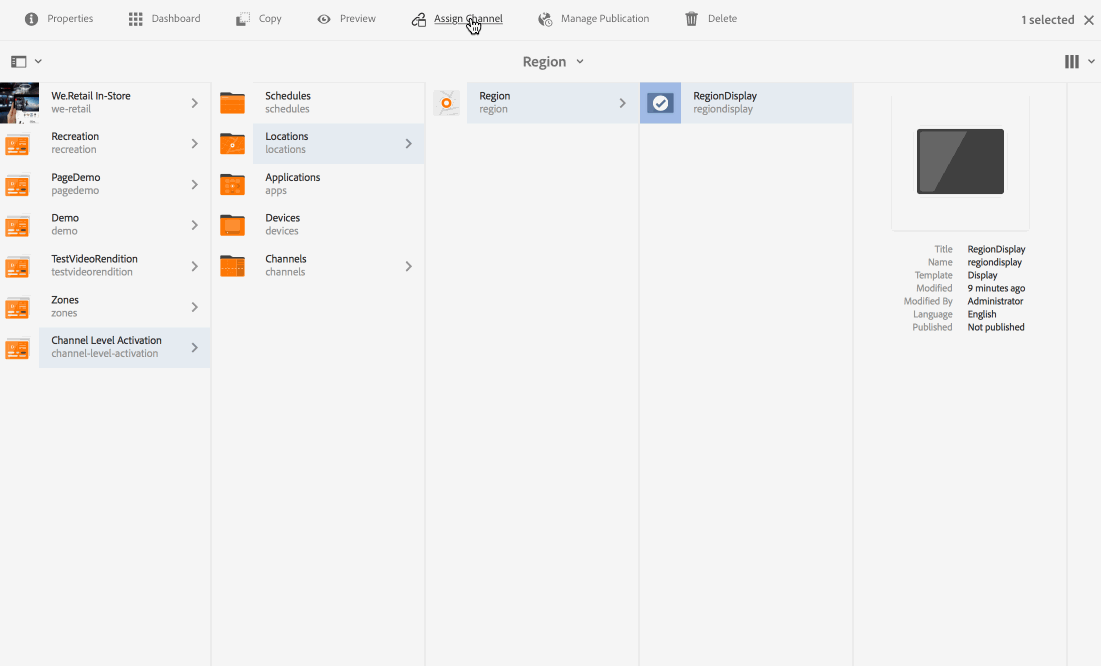 Properties
Dashboard
Copy
Preview
Assign Channel
Manage Publication
Delete
1 selected
Region
We.Retail In-Store
we-retail
Recreation
recreation
PageDemo
pagedemo
Demo
demo
TestVideoRendition
testvideorendition
Zones
zones
Channel Level Activation
channel-level-activation
Schedules
schedules
Locations
locations
Applications
apps
Devices
devices
Channels
channels
Region
region
RegionDisplay
regiondisplay
Title RegionDisplay
Name regiondisplay
Template Display
Modified 9 minutes ago
Modified By Administrator
Language English
Published Not published